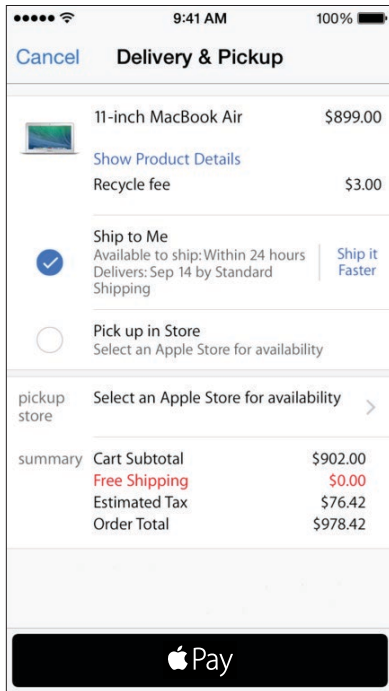 9:41 AM 100%
Cancel Delivery & Pickup
11-inch MacBook Air $899.00
Show Product Details
Recycle fee $3.00
Ship to Me
Available to ship: Within 24 hours
Delivers: Sep 14 by Standard
Shipping
Ship it
Faster
Pick up in Store
Select an Apple Store for availability
pickup
store
Select an Apple Store for availability
summary Cart Subtotal $902.00
Free Shipping $0.00
Estimated Tax $76.42
Order Total $978.42
Pay